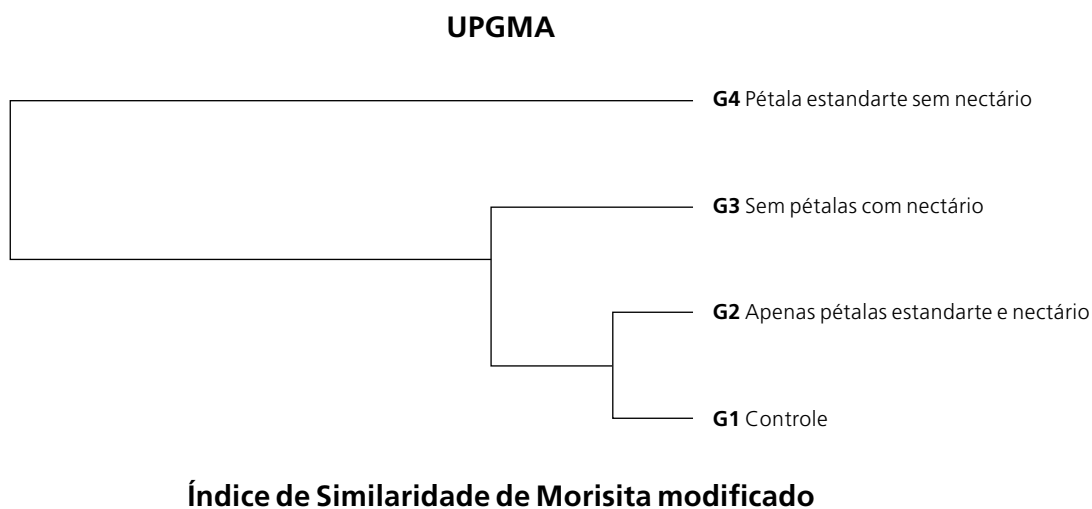 UPGMA
G4 Pétala estandarte sem nectário
G3 Sem pétalas com nectário
G2 Apenas pétalas estandarte e nectário
G1 Controle
Índice de Similaridade de Morisita modificado